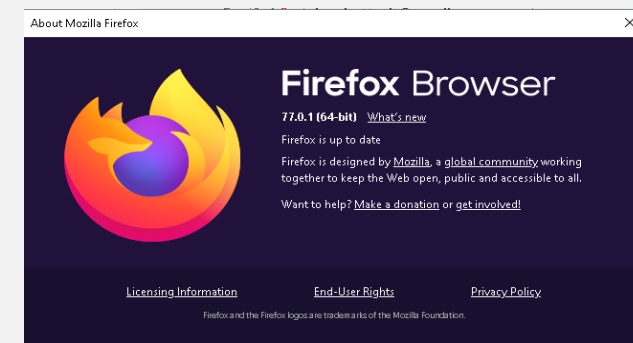 About Mozilla Firefox
Firefox Browser
77.0.1 (64-bit) What's new
Firefox is up to date
Firefox is designed by Mozilla, a global community working
together to keep the Web open, public and accessible to all.
Want to help? Make a donation or get involved!
Licensing Information End-User Rights Privacy Policy
Firefox and the Firefox logos are trademarks of the Mozilla Foundation.